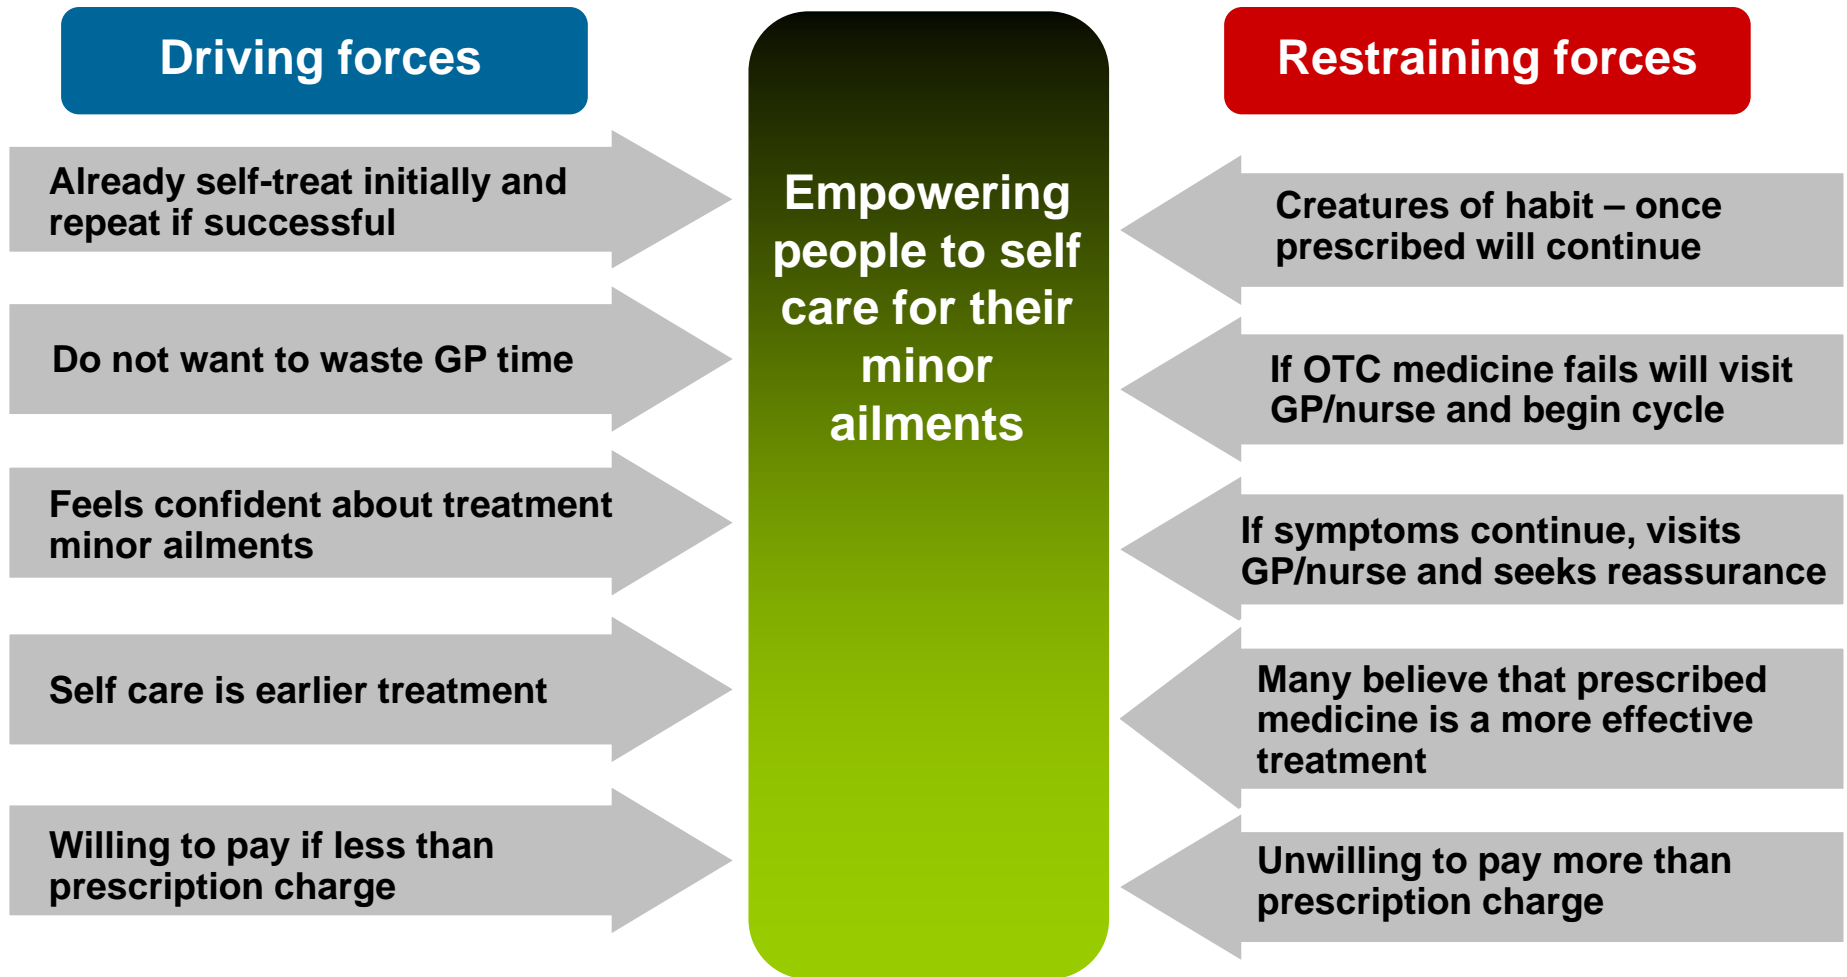 Driving forces
Already self-treat initially and
repeat if successful
Do not want to waste GP time
Feels confident about treatment
minor ailments
Self care is earlier treatment
Willing to pay if less than
prescription charge
Empowering
people to self
care for their
minor
ailments
Restraining forces
Creatures of habit – once
prescribed will continue
If OTC medicine fails will visit
GP/nurse and begin cycle
If symptoms continue, visits
GP/nurse and seeks reassurance
Many believe that prescribed
medicine is a more effective
treatment
Unwilling to pay more than
prescription charge